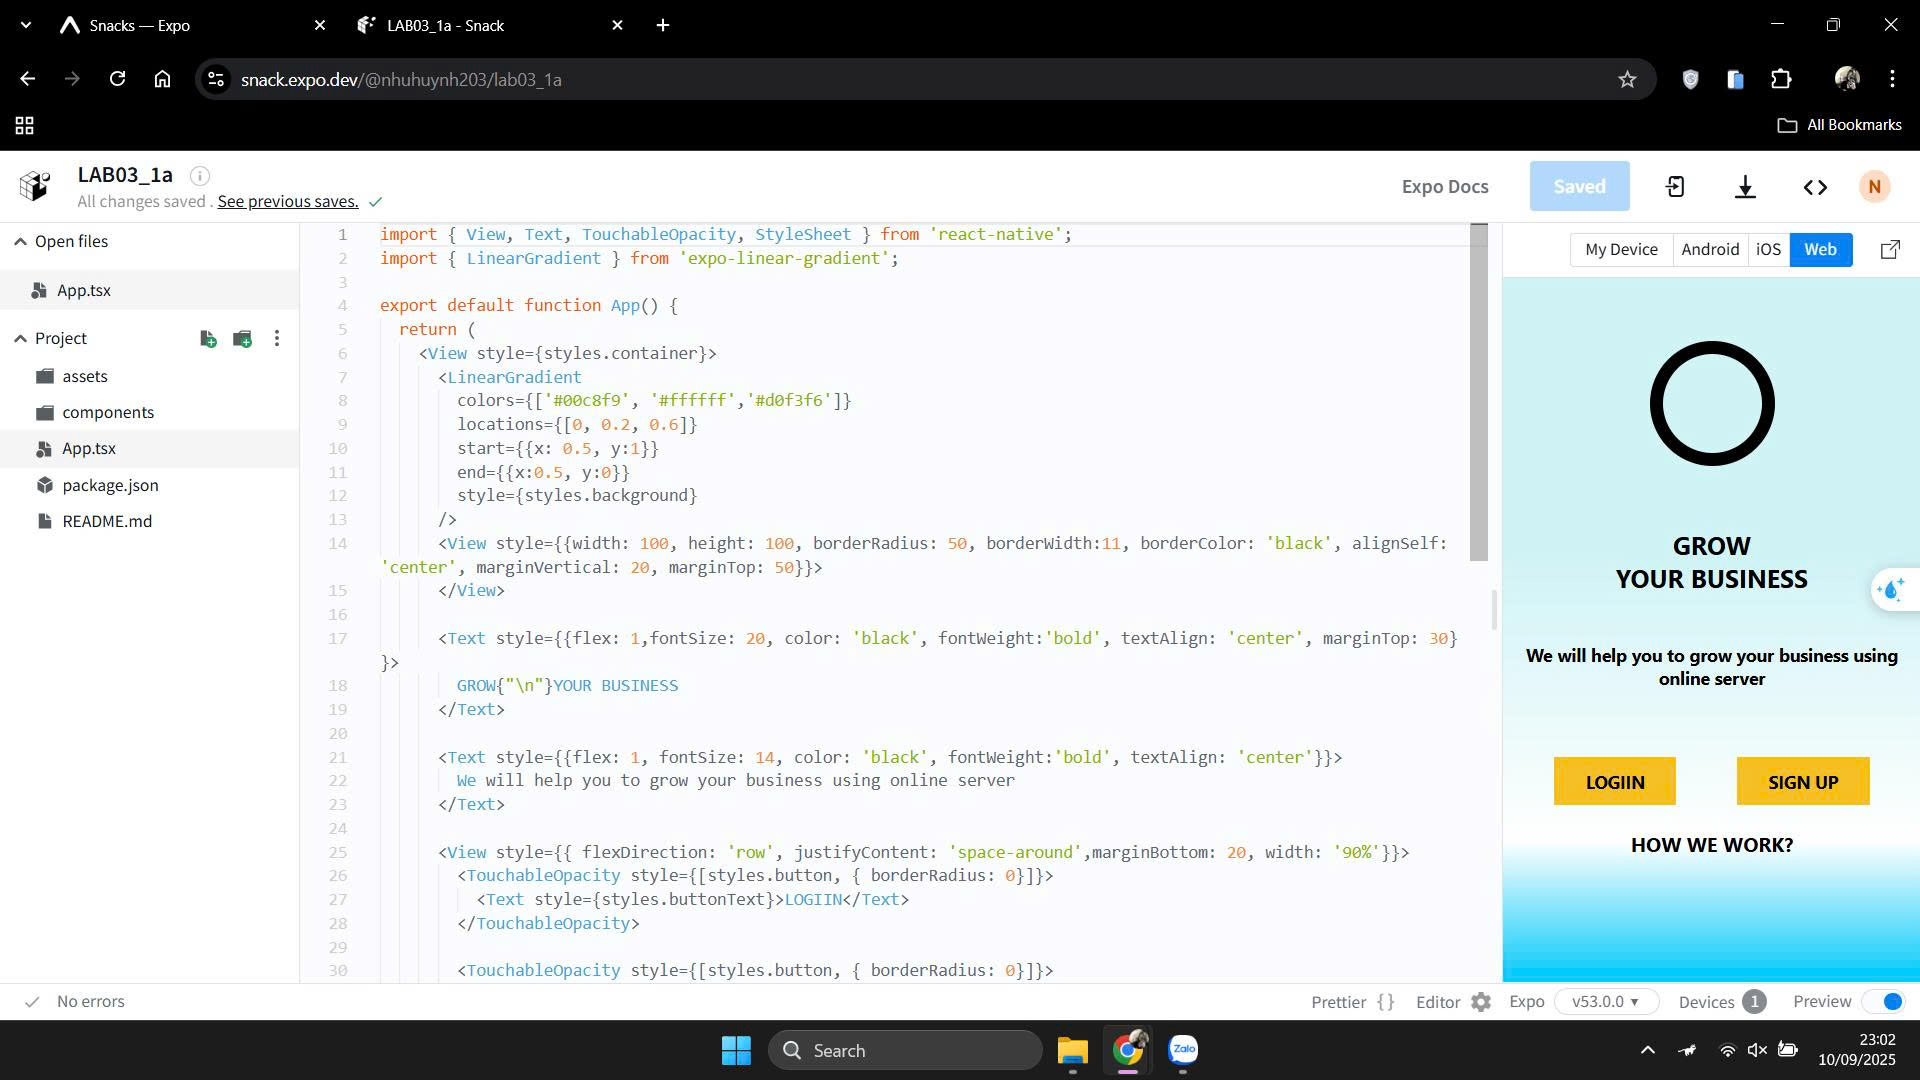 Snacks — Expo
LAB03_1a - Snack
snack.expo.dev/@nhuhuynh203/lab03_1a
All Bookmarks
LAB03_1a
All changes saved . See previous saves.
Expo Docs
Saved
N
Open files
App.tsx
Project
assets
components
App.tsx
package.json
README.md
1 import { View, Text, TouchableOpacity, StyleSheet } from 'react-native';
2 import { LinearGradient } from 'expo-linear-gradient';
3
4 export default function App() {
5 return (
6 <View style={styles.container}>
7 <LinearGradient
8 colors={['#00c8f9', '#ffffff','#d0f3f6']}
9 locations={[0, 0.2, 0.6]}
10 start={{x: 0.5, y:1}}
11 end={{x:0.5, y:0}}
12 style={styles.background}
13 />
14 <View style={{width: 100, height: 100, borderRadius: 50, borderWidth:11, borderColor: 'black', alignSelf:
'center', marginVertical: 20, marginTop: 50}}>
15 </View>
16
17 <Text style={{flex: 1,fontSize: 20, color: 'black', fontWeight:'bold', textAlign: 'center', marginTop: 30}
}>
18 GROW{"\n"}YOUR BUSINESS
19 </Text>
20
21 <Text style={{flex: 1, fontSize: 14, color: 'black', fontWeight:'bold', textAlign: 'center'}}>
22 We will help you to grow your business using online server
23 </Text>
24
25 <View style={{ flexDirection: 'row', justifyContent: 'space-around',marginBottom: 20, width: '90%'}}>
26 <TouchableOpacity style={[styles.button, { borderRadius: 0}]}>
27 <Text style={styles.buttonText}>LOGIIN</Text>
28 </TouchableOpacity>
29
30 <TouchableOpacity style={[styles.button, { borderRadius: 0}]}>
My Device
Android
iOS
Web
GROW
YOUR BUSINESS
We will help you to grow your business using
online server
LOGIIN
SIGN UP
HOW WE WORK?
No errors
Prettier {}
Editor
Expo
v53.0.0
Devices 1
Preview
Search
Zalo
23:02
10/09/2025